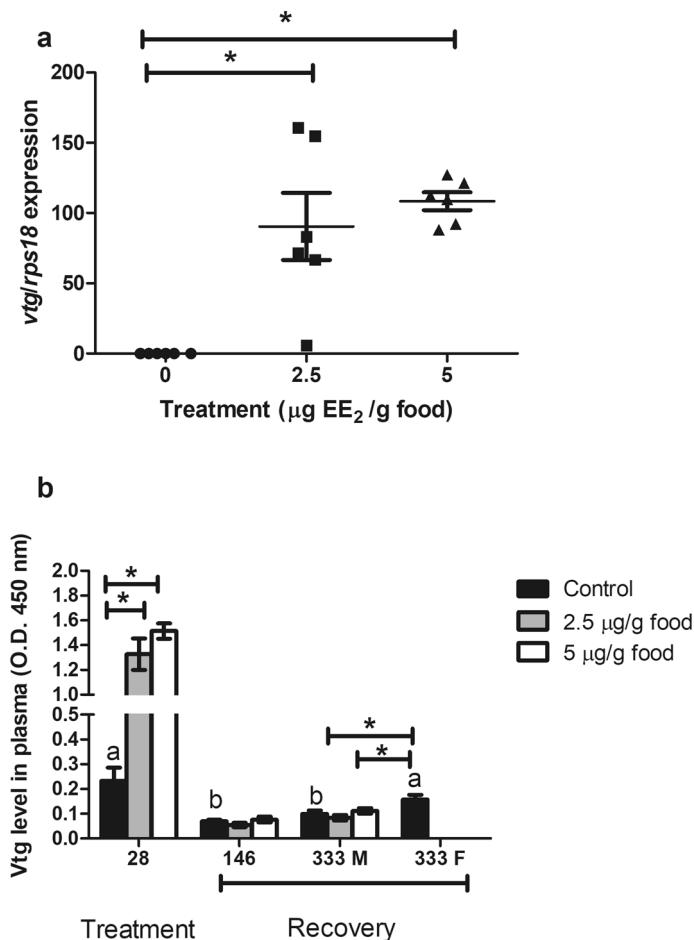 a
*
*
200
150
100
50
0
vtg/rps18 expression
0 2.5 5
Treatment (μg EE2 /g food)
b
Vtg level in plasma (O.D. 450 nm)
2.0
1.8
1.6
1.4
1.2
1.0
0.5
0.4
0.3
0.2
0.1
0.0
*
*
a
b
b
*
*
a
Control
2.5 μg/g food
5 μg/g food
28 146 333 M 333 F
Treatment Recovery